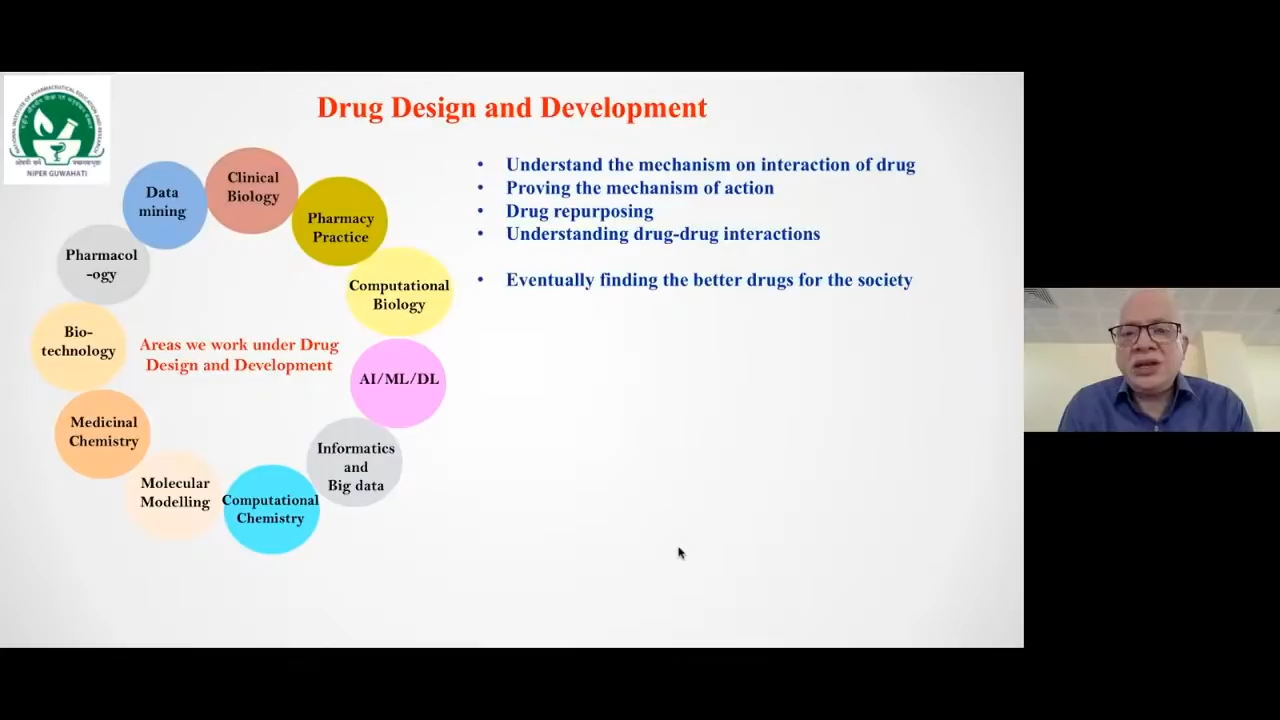 NIPER GUWAHATI
Drug Design and Development
• Understand the mechanism on interaction of drug
• Proving the mechanism of action
• Drug repurposing
• Understanding drug-drug interactions
• Eventually finding the better drugs for the society
Data
mining
Clinical
Biology
Pharmacy
Practice
Computational
Biology
AI/ML/DL
Informatics
and
Big data
Computational
Chemistry
Molecular
Modelling
Medicinal
Chemistry
Bio-
technology
Pharmacol
-ogy
Areas we work under Drug
Design and Development